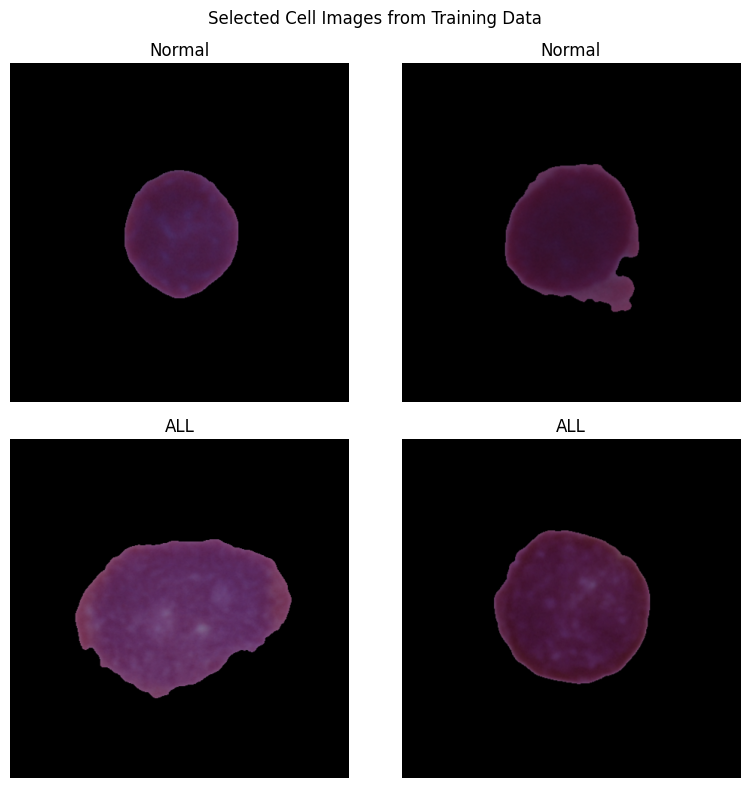 Selected Cell Images from Training Data
Normal
Normal
ALL
ALL